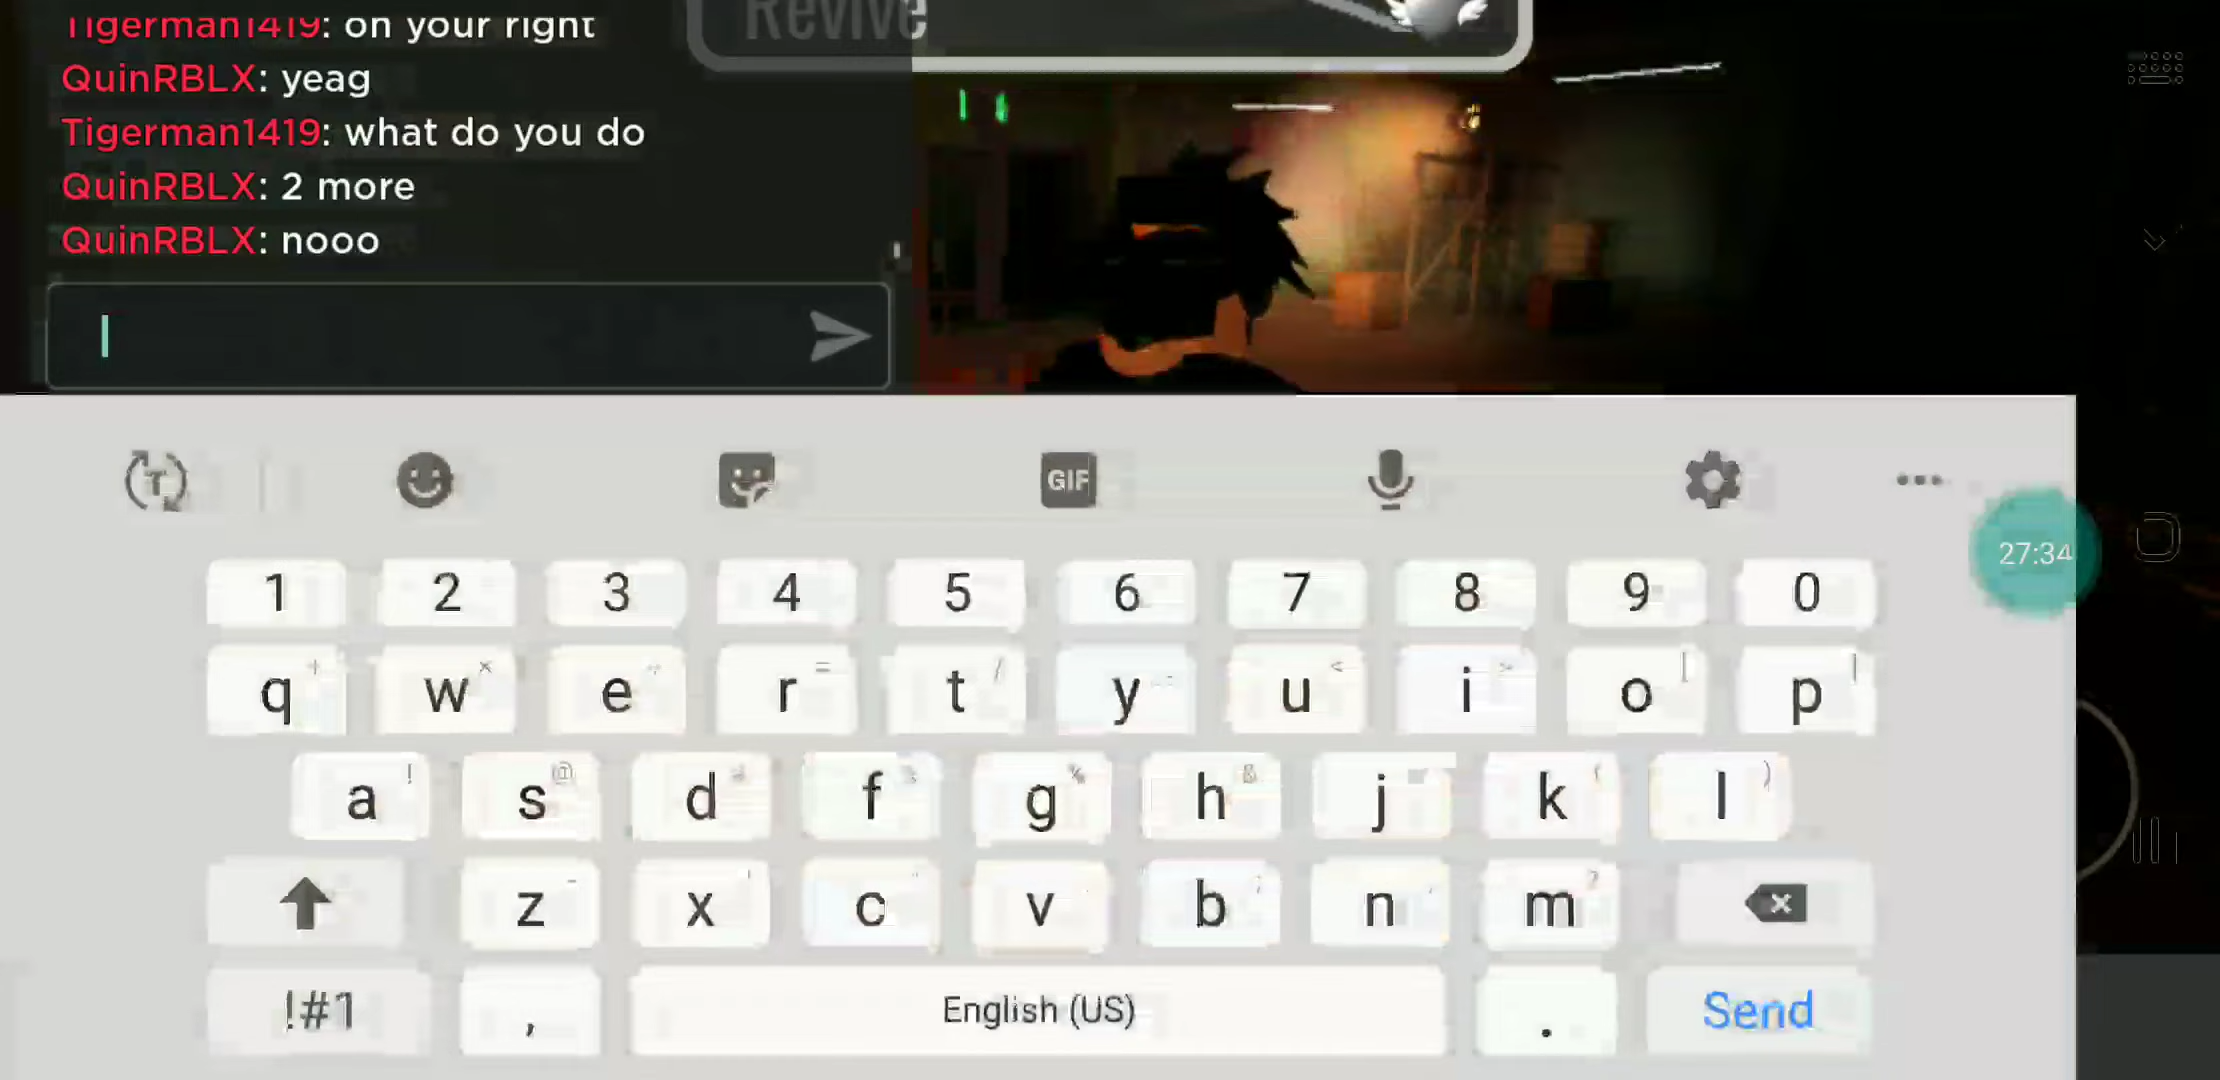 Tigerman1419: on your right
Revive
QuinRBLX: yeag
Tigerman1419: what do you do
QuinRBLX: 2 more
QuinRBLX: nooo
T
GIF
27:34
1 2 3 4 5 6 7 8 9 0
q w e r t y u i o p
a s d f g h j k l
z x c v b n m
!#1 , English (US) . Send